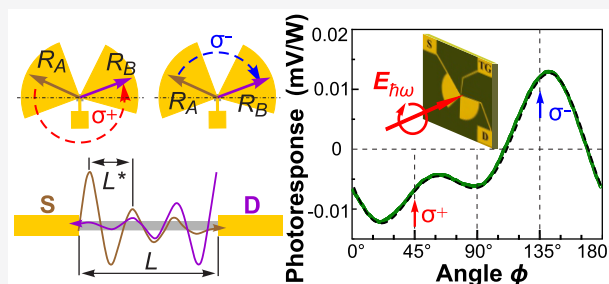 R_A R_B σ+
σ− R_A R_B
L*
S D
L
Photoresponse (mV/W)
0.02
0.01
0
-0.01
S TG D
E_ℏω
σ+
σ−
0 45° 90° 135° 180
Angle ϕ